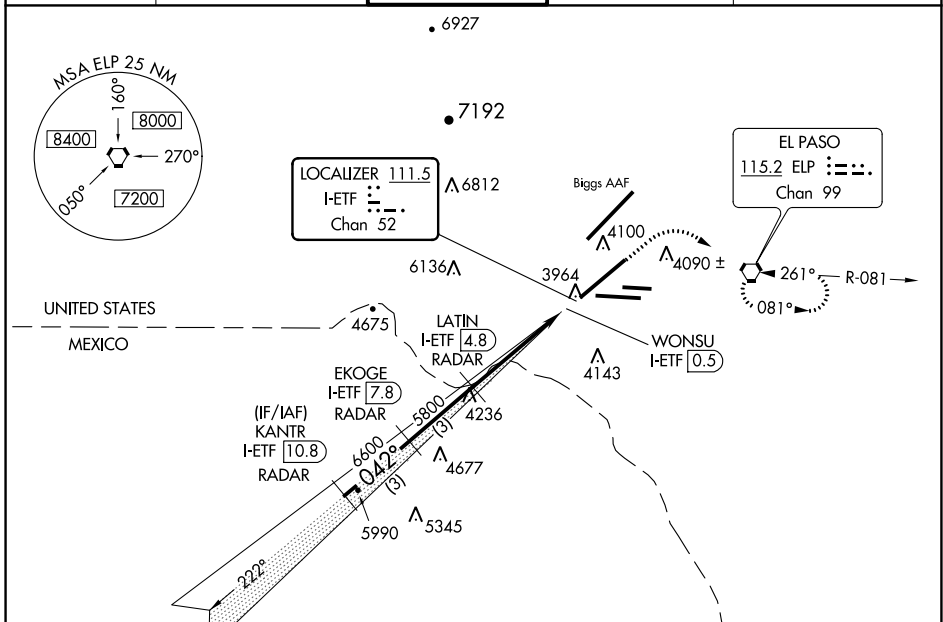 6927
MSA ELP 25 NM
160°
8000
8400
270°
050°
7200
7192
LOCALIZER 111.5
I-ETF
Chan 52
6812
Biggs AAF
EL PASO
115.2 ELP
Chan 99
4100
6136
4090 ±
3964
261°
R-081
081°
UNITED STATES
MEXICO
4675
LATIN
I-ETF 4.8
RADAR
WONSU
I-ETF 0.5
4143
EKOGE
I-ETF 7.8
RADAR
5800
(3)
4236
(IF/IAF)
KANTR
I-ETF 10.8
RADAR
6600
042°
(3)
4677
5990
5345
222°